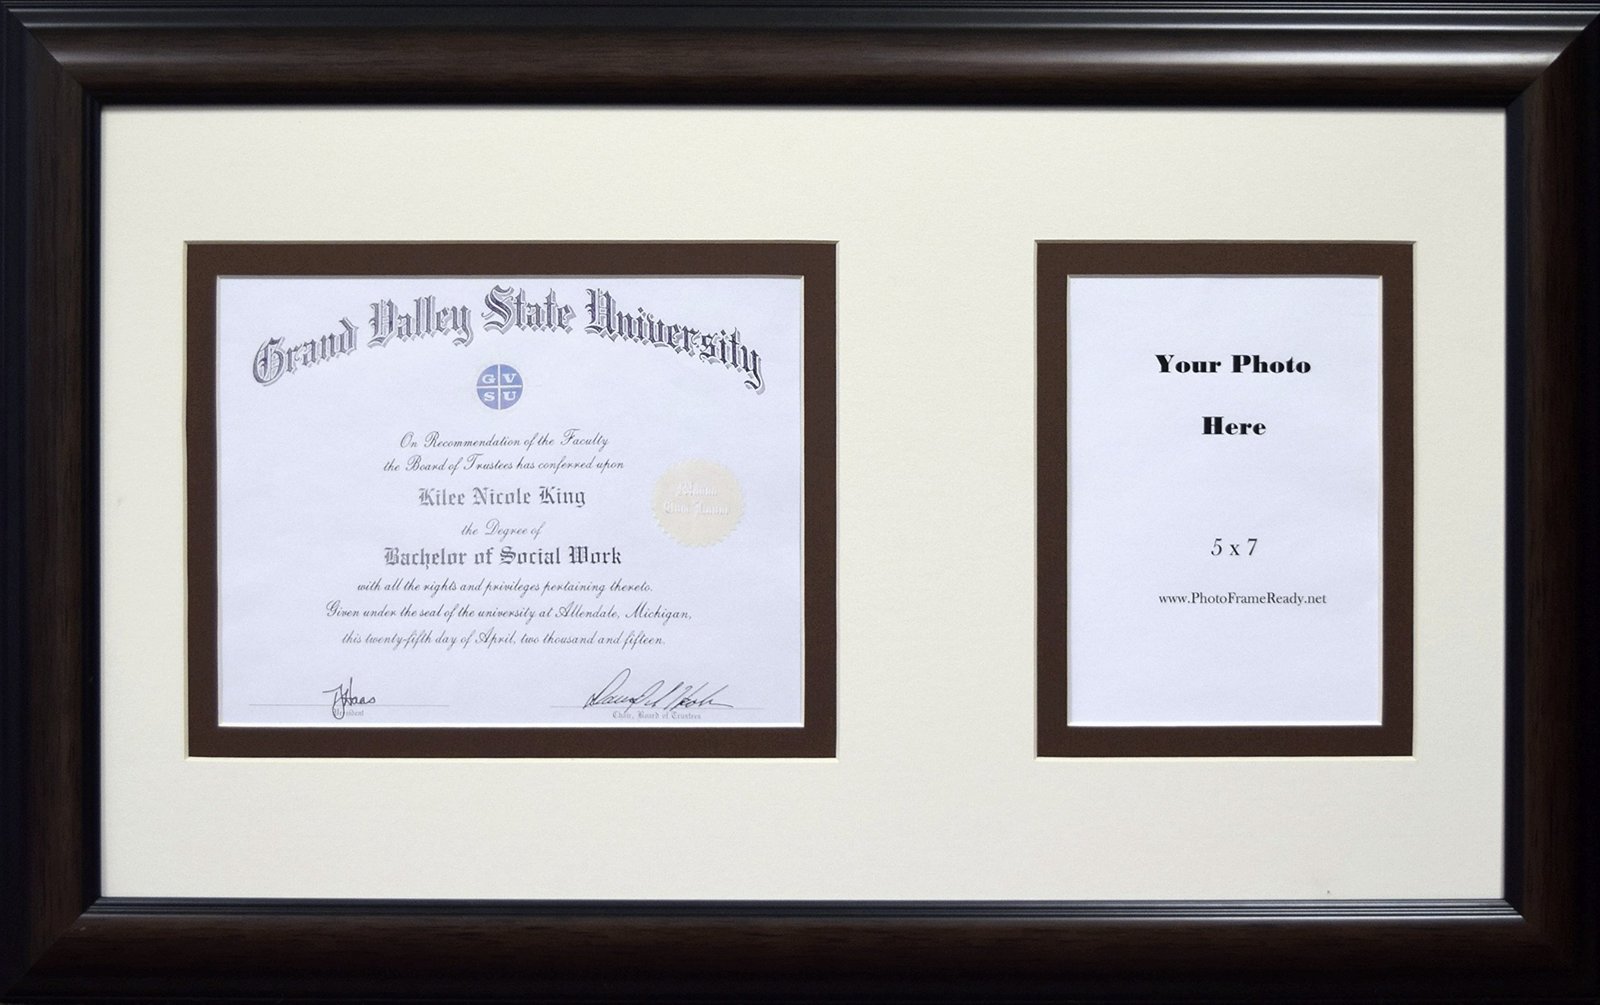 Grand Valley State University
G V
S U
On Recommendation of the Faculty
the Board of Trustees has conferred upon
Kilee Nicole King
the Degree of
Bachelor of Social Work
with all the rights and privileges pertaining thereto.
Given under the seal of the university at Allendale, Michigan,
this twenty-fifth day of April, two thousand and fifteen.
T Haas
President
Chair, Board of Trustees
Your Photo
Here
5 x 7
www.PhotoFrameReady.net